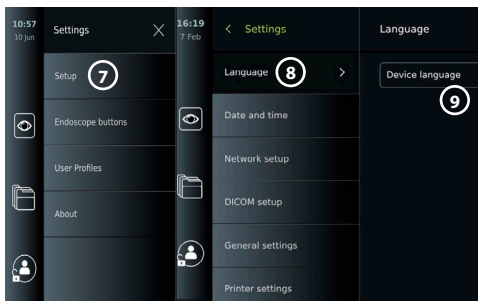 10:57
10 Jun
Settings
Setup
7
Endoscope buttons
User Profiles
About
16:19
7 Feb
Settings
Language
8
Date and time
Network setup
DICOM setup
General settings
Printer settings
Language
Device language
9